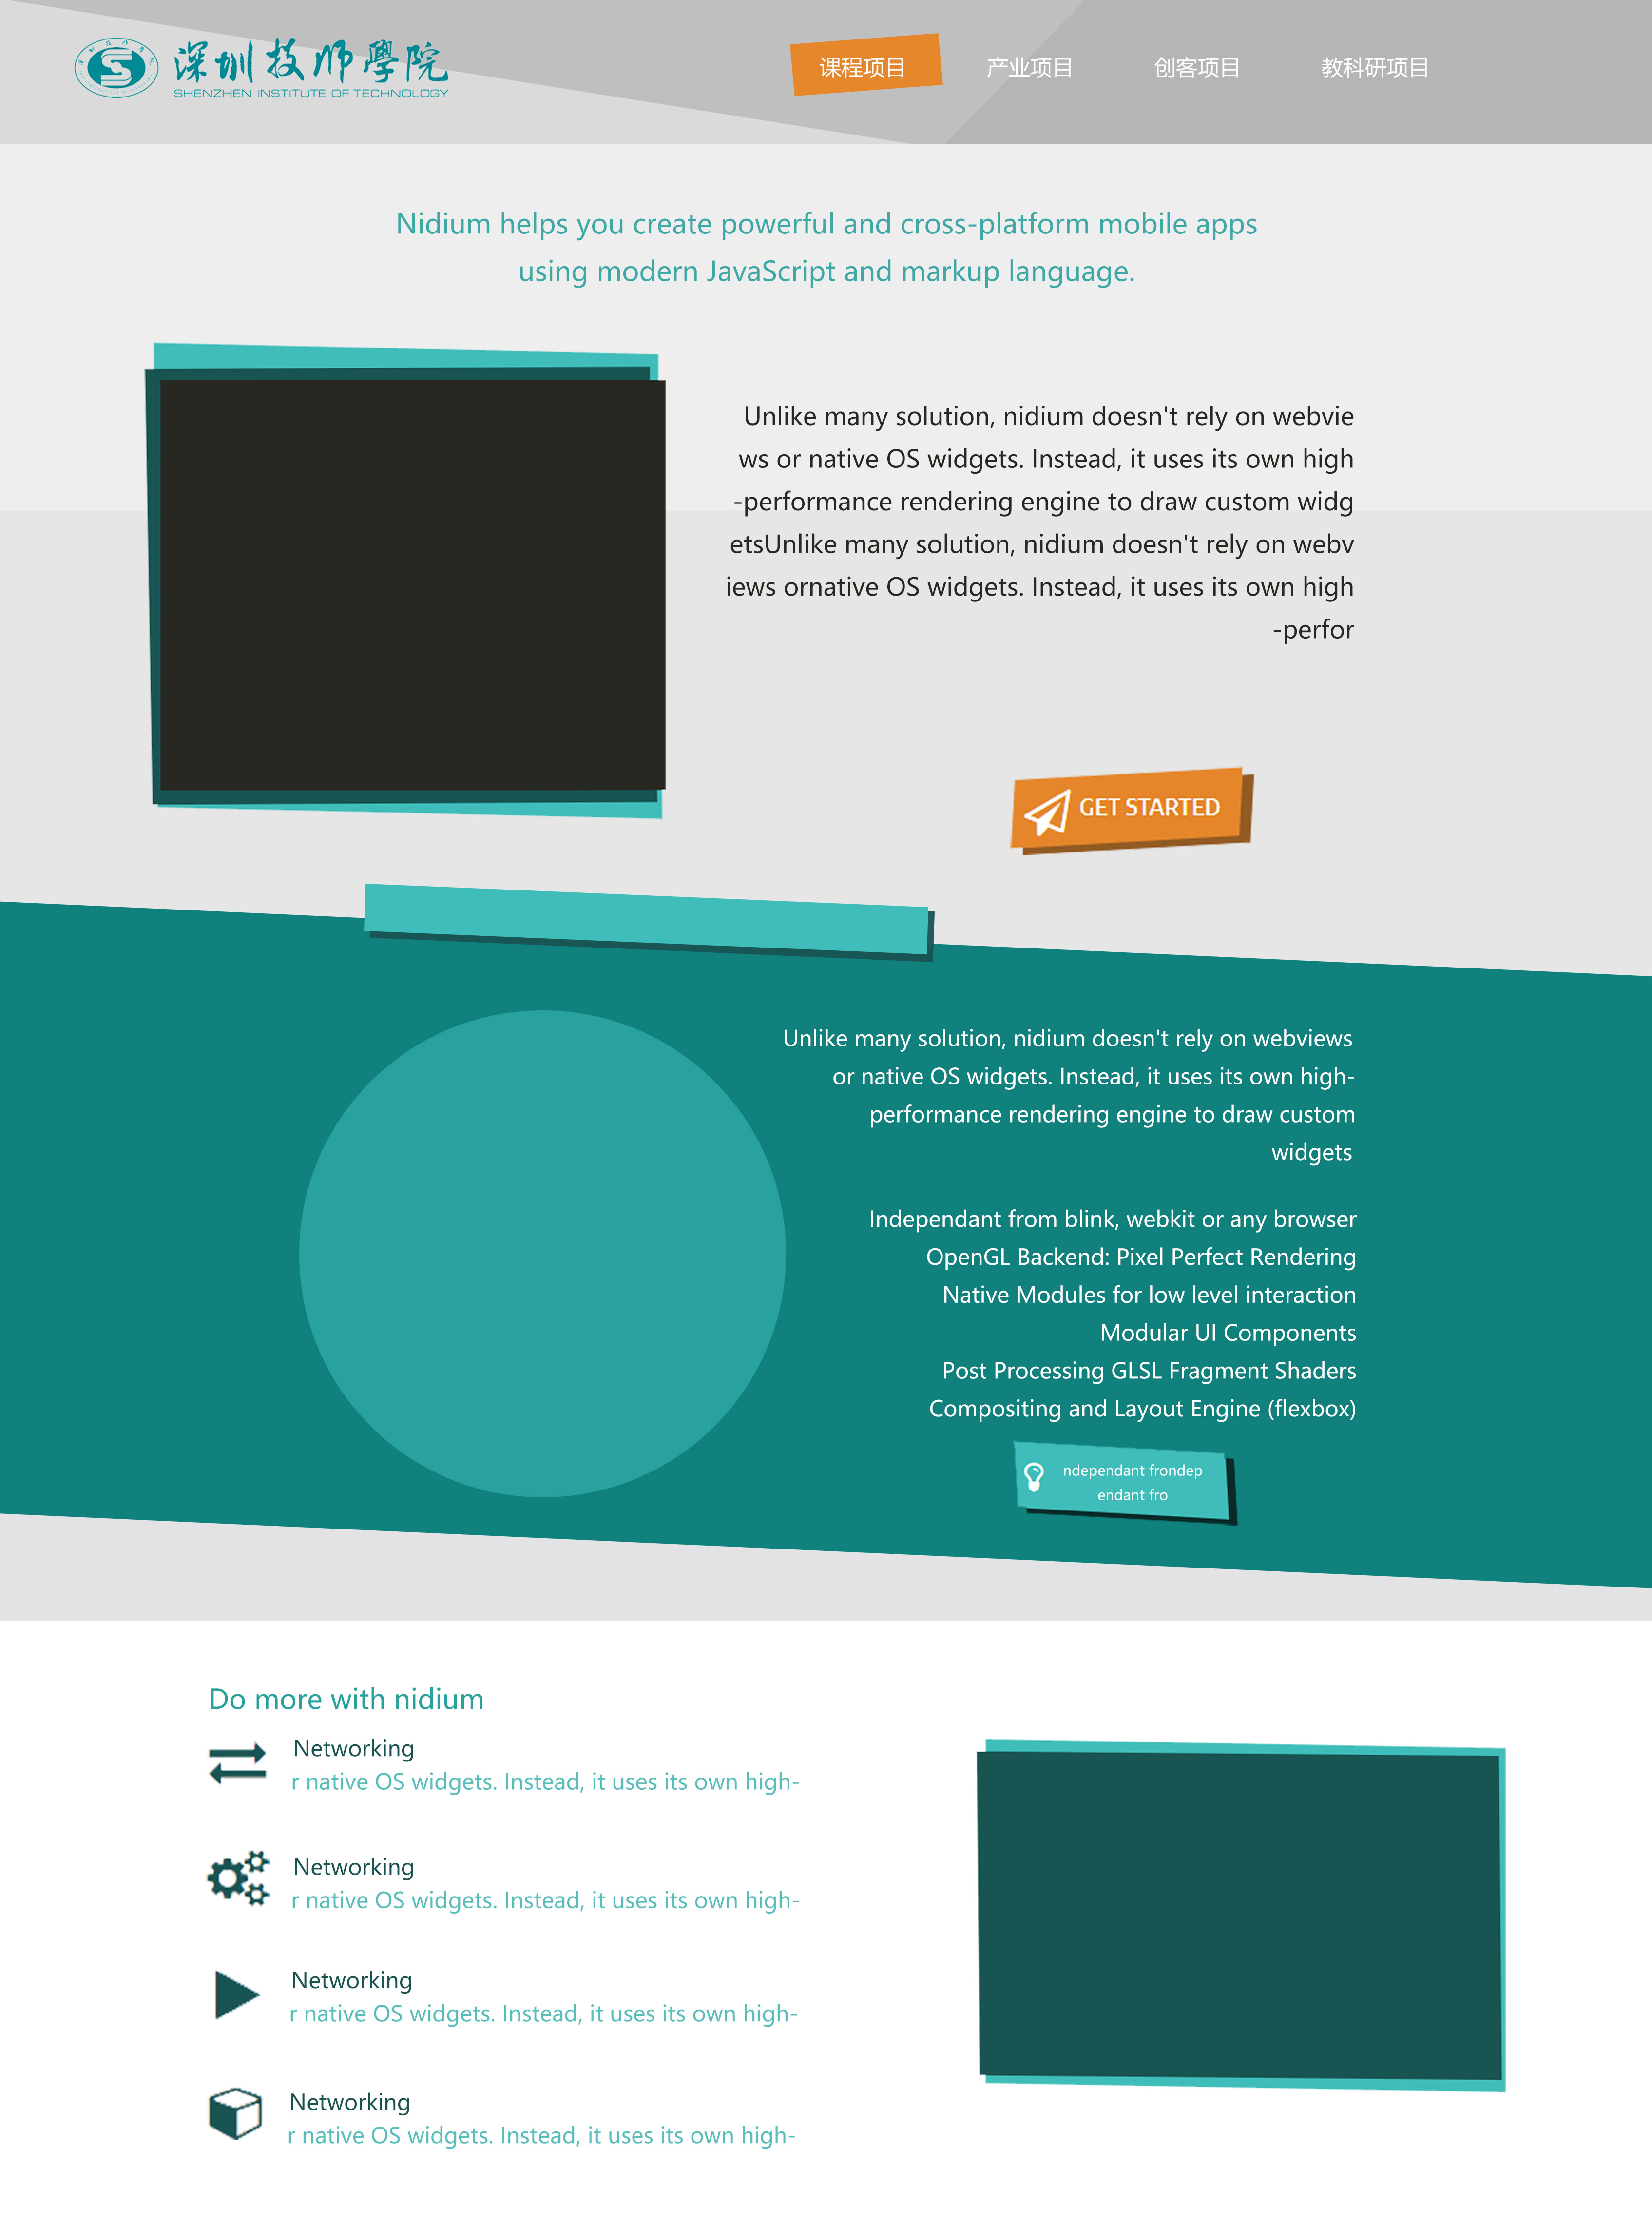 深圳技师學院
SHENZHEN INSTITUTE OF TECHNOLOGY
课程项目 产业项目 创客项目 教科研项目
Nidium helps you create powerful and cross-platform mobile apps
using modern JavaScript and markup language.
Unlike many solution, nidium doesn't rely on webvie
ws or native OS widgets. Instead, it uses its own high
-performance rendering engine to draw custom widg
etsUnlike many solution, nidium doesn't rely on webv
iews ornative OS widgets. Instead, it uses its own high
-perfor
GET STARTED
Unlike many solution, nidium doesn't rely on webviews
or native OS widgets. Instead, it uses its own high-
performance rendering engine to draw custom
widgets
Independant from blink, webkit or any browser
OpenGL Backend: Pixel Perfect Rendering
Native Modules for low level interaction
Modular UI Components
Post Processing GLSL Fragment Shaders
Compositing and Layout Engine (flexbox)
ndependant frondep
endant fro
Do more with nidium
Networking
r native OS widgets. Instead, it uses its own high-
Networking
r native OS widgets. Instead, it uses its own high-
Networking
r native OS widgets. Instead, it uses its own high-
Networking
r native OS widgets. Instead, it uses its own high-